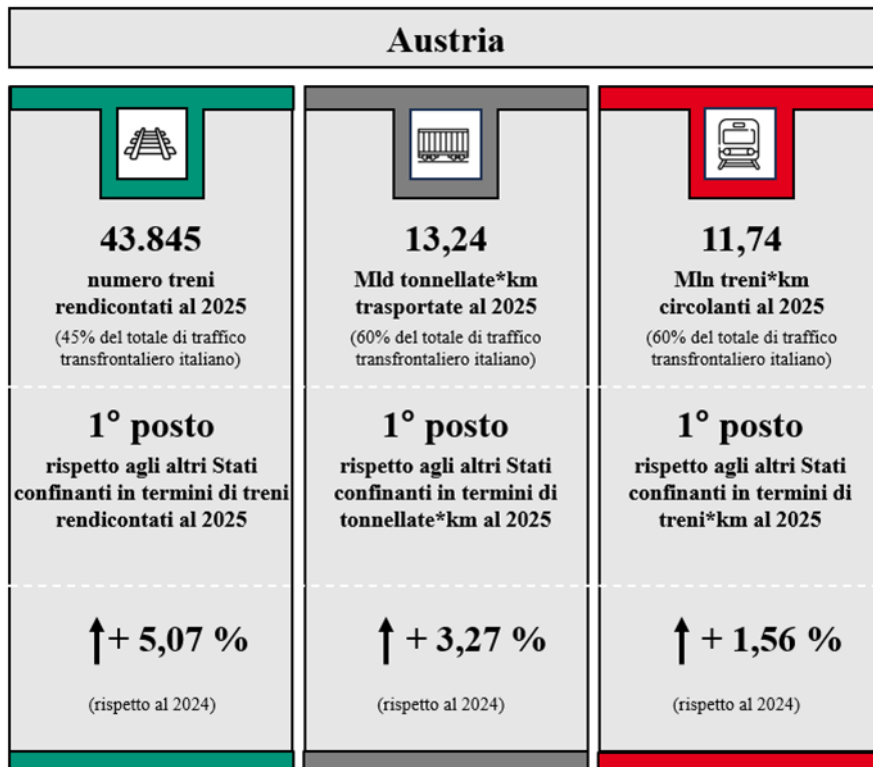 Austria
43.845
numero treni
rendicontati al 2025
(45% del totale di traffico
transfrontaliero italiano)
1° posto
rispetto agli altri Stati
confinanti in termini di treni
rendicontati al 2025
+ 5,07 %
(rispetto al 2024)
13,24
Mld tonnellate*km
trasportate al 2025
(60% del totale di traffico
transfrontaliero italiano)
1° posto
rispetto agli altri Stati
confinanti in termini di
tonnellate*km al 2025
+ 3,27 %
(rispetto al 2024)
11,74
Mln treni*km
circolanti al 2025
(60% del totale di traffico
transfrontaliero italiano)
1° posto
rispetto agli altri Stati
confinanti in termini di
treni*km al 2025
+ 1,56 %
(rispetto al 2024)